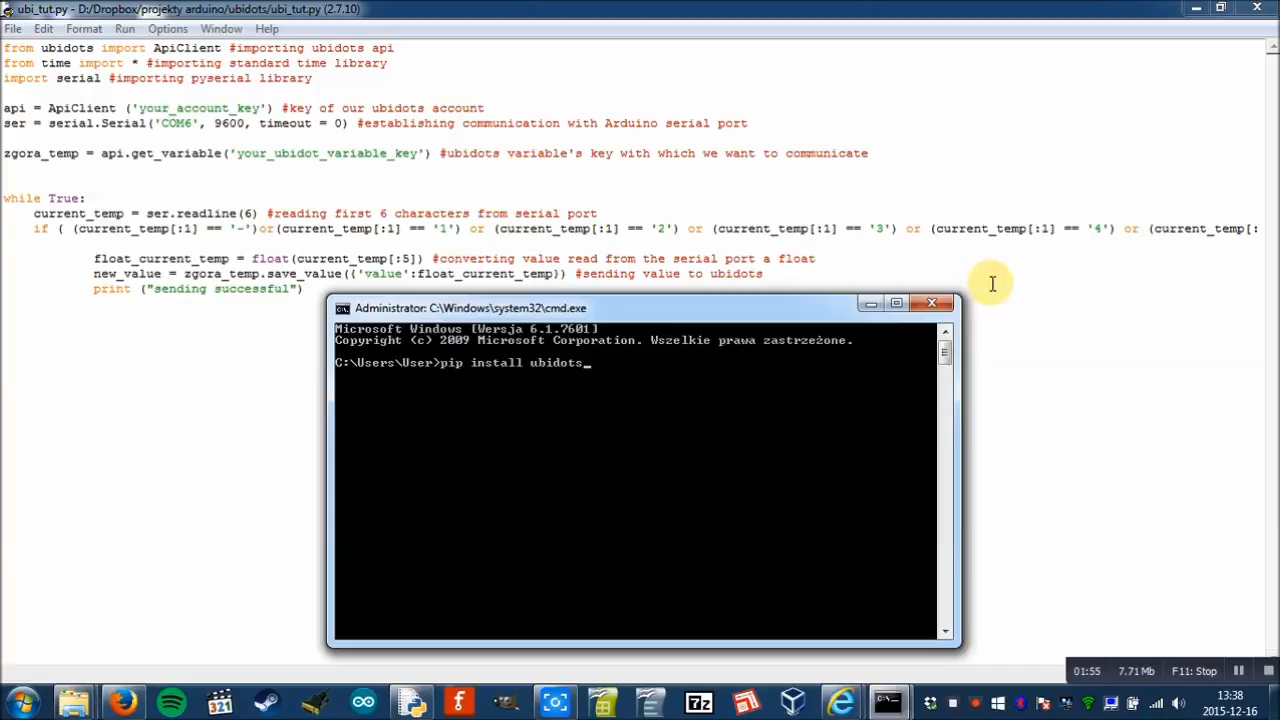 ubi_tut.py - D:/Dropbox/projekty arduino/ubidots/ubi_tut.py (2.7.10)
File Edit Format Run Options Window Help
from ubidots import ApiClient #importing ubidots api
from time import * #importing standard time library
import serial #importing pyserial library
api = ApiClient ('your_account_key') #key of our ubidots account
ser = serial.Serial('COM6', 9600, timeout = 0) #establishing communication with Arduino serial port
zgora_temp = api.get_variable('your_ubidot_variable_key') #ubidots variable's key with which we want to communicate
while True:
current_temp = ser.readline(6) #reading first 6 characters from serial port
if ( (current_temp[:1] == '-')or(current_temp[:1] == '1') or (current_temp[:1] == '2') or (current_temp[:1] == '3') or (current_temp[:1] == '4') or (current_temp[:
float_current_temp = float(current_temp[:5]) #converting value read from the serial port a float
new_value = zgora_temp.save_value({'value':float_current_temp}) #sending value to ubidots
print ("sending successful")
Administrator: C:\Windows\system32\cmd.exe
Microsoft Windows [Wersja 6.1.7601]
Copyright (c) 2009 Microsoft Corporation. Wszelkie prawa zastrzeżone.
C:\Users\User>pip install ubidots_
01:55 7.71 Mb F11: Stop
321
7z
13:38
2015-12-16